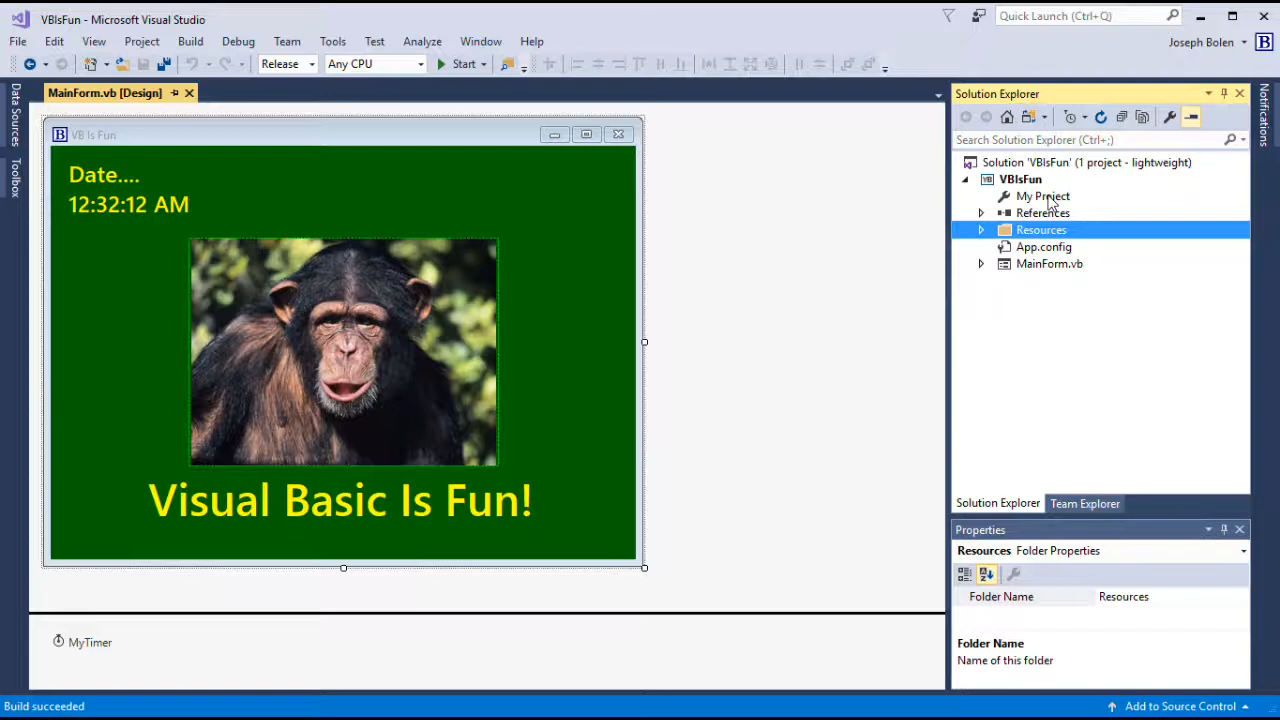 VBIsFun - Microsoft Visual Studio
Quick Launch (Ctrl+Q)
File Edit View Project Build Debug Team Tools Test Analyze Window Help
Joseph Bolen
B
Release Any CPU Start
MainForm.vb [Design]
Data Sources
Toolbox
B VB Is Fun
Date....
12:32:12 AM
Visual Basic Is Fun!
MyTimer
Solution Explorer
Search Solution Explorer (Ctrl+;)
Solution 'VBIsFun' (1 project - lightweight)
VB VBIsFun
My Project
References
Resources
App.config
MainForm.vb
Solution Explorer Team Explorer
Properties
Resources Folder Properties
Folder Name Resources
Folder Name
Name of this folder
Notifications
Build succeeded
Add to Source Control